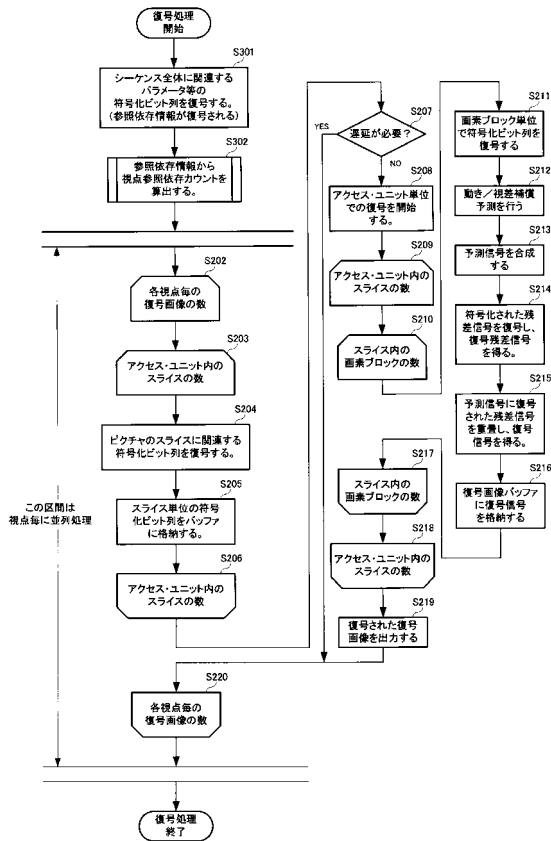 復号処理
開始
S301
シーケンス全体に関連する
パラメータ等の
符号化ビット列を復号する。
(参照依存情報が復号される)
S302
参照依存情報から
視点参照依存カウントを
算出する。
S202
各視点毎の
復号画像の数
S203
アクセス・ユニット内の
スライスの数
S204
ピクチャのスライスに関連する
符号化ビット列を復号する。
S205
スライス単位の符号
化ビット列をバッファ
に格納する。
S206
アクセス・ユニット内の
スライスの数
この区間は
視点毎に並列処理
S207
YES
遅延が必要?
NO
S208
アクセス・ユニット単位
での復号を開始
する。
S209
アクセス・ユニット内の
スライスの数
S210
スライス内の
画素ブロックの数
S211
画素ブロック単位
で符号化ビット列を
復号する
S212
動き/視差補償
予測を行う
S213
予測信号を合成
する
S214
符号化された残
差信号を復号し、
復号残差信号
を得る。
S215
予測信号に復号
された残差信号
を重畳し、復号
信号を得る。
S216
復号画像バッファ
に復号信号
を格納する
S217
スライス内の
画素ブロックの数
S218
アクセス・ユニット内の
スライスの数
S219
復号された復号
画像を出力する
S220
各視点毎の
復号画像の数
復号処理
終了